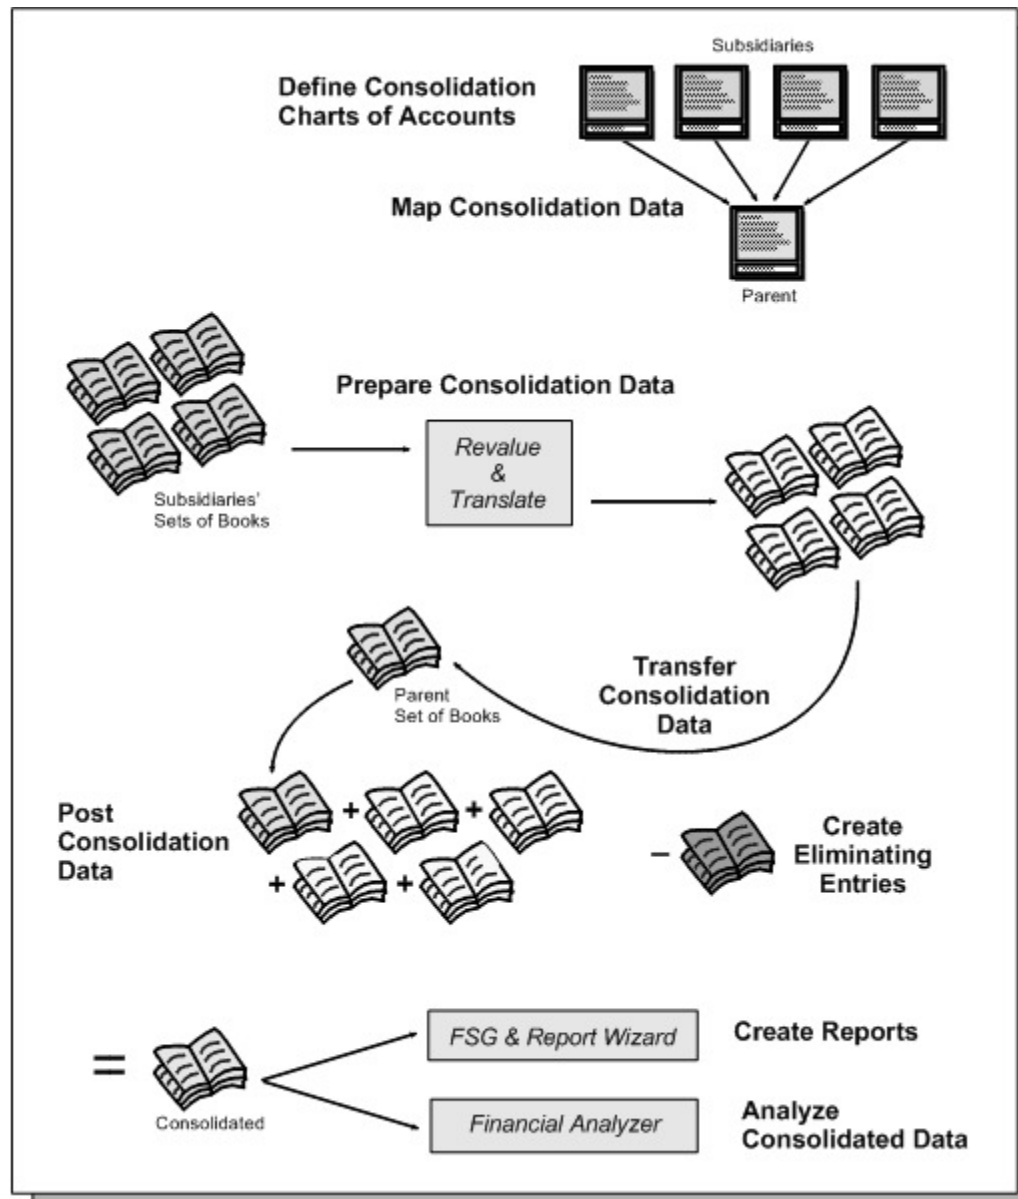 Subsidiaries
Define Consolidation
Charts of Accounts
Map Consolidation Data
Parent
Prepare Consolidation Data
Revalue
&
Translate
Subsidiaries'
Sets of Books
Transfer
Consolidation
Data
Parent
Set of Books
Post
Consolidation
Data
+
+
+
+
–
Create
Eliminating
Entries
=
Consolidated
FSG & Report Wizard
Create Reports
Financial Analyzer
Analyze
Consolidated Data